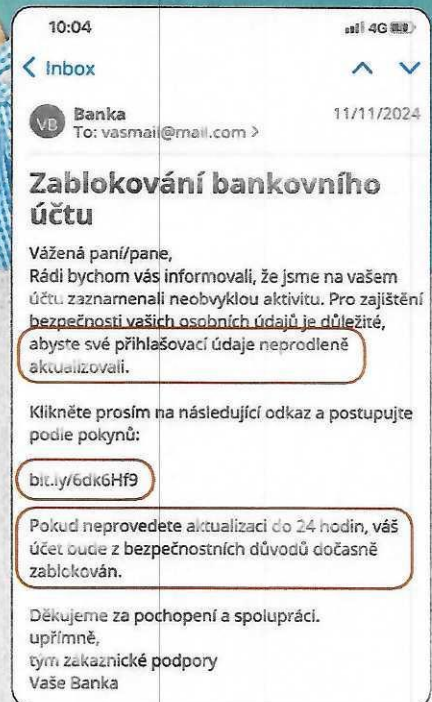 10:04
4G
Inbox
VB
Banka
11/11/2024
To: vasmail@mail.com >
Zablokování bankovního
účtu
Vážená paní/pane,
Rádi bychom vás informovali, že jsme na vašem
účtu zaznamenali neobvyklou aktivitu. Pro zajištění
bezpečnosti vašich osobních údajů je důležité,
abyste své přihlašovací údaje neprodleně
aktualizovali.
Klikněte prosím na následující odkaz a postupujte
podle pokynů:
bit.ly/6dk6Hf9
Pokud neprovedete aktualizaci do 24 hodin, váš
účet bude z bezpečnostních důvodů dočasně
zablokován.
Děkujeme za pochopení a spolupráci.
upřímně,
tým zákaznické podpory
Vaše Banka